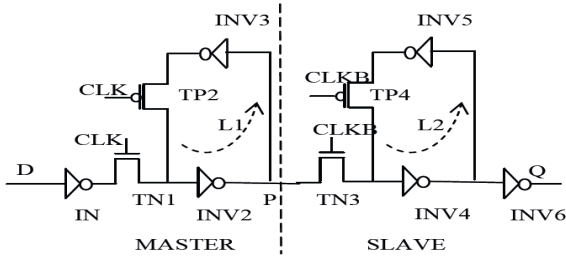 INV3
INV5
CLK
TP2
CLKB
TP4
CLK
L1
CLKB
L2
D
Q
IN
TN1
INV2
P
TN3
INV4
INV6
MASTER
SLAVE